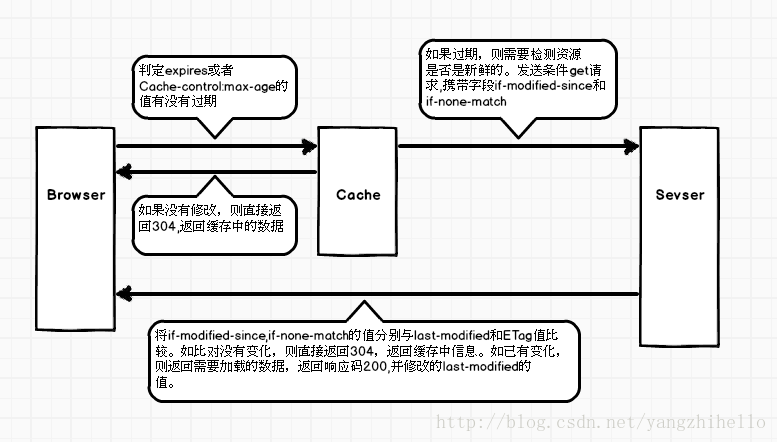 判定expires或者
Cache-control:max-age的
值有没有过期
如果过期，则需要检测资源
是否是新鲜的。发送条件get请
求,携带字段if-modified-since和
if-none-match
Browser
Cache
Sevser
如果没有修改，则直接返
回304,返回缓存中的数据
将if-modified-since,if-none-match的值分别与last-modified和ETag值比
较。如比对没有变化，则直接返回304，返回缓存中信息。如己有变化，
则返回需要加载的数据，返回响应码200,并修改的last-modified的
值。
http://blog.csdn.net/yangzhihello